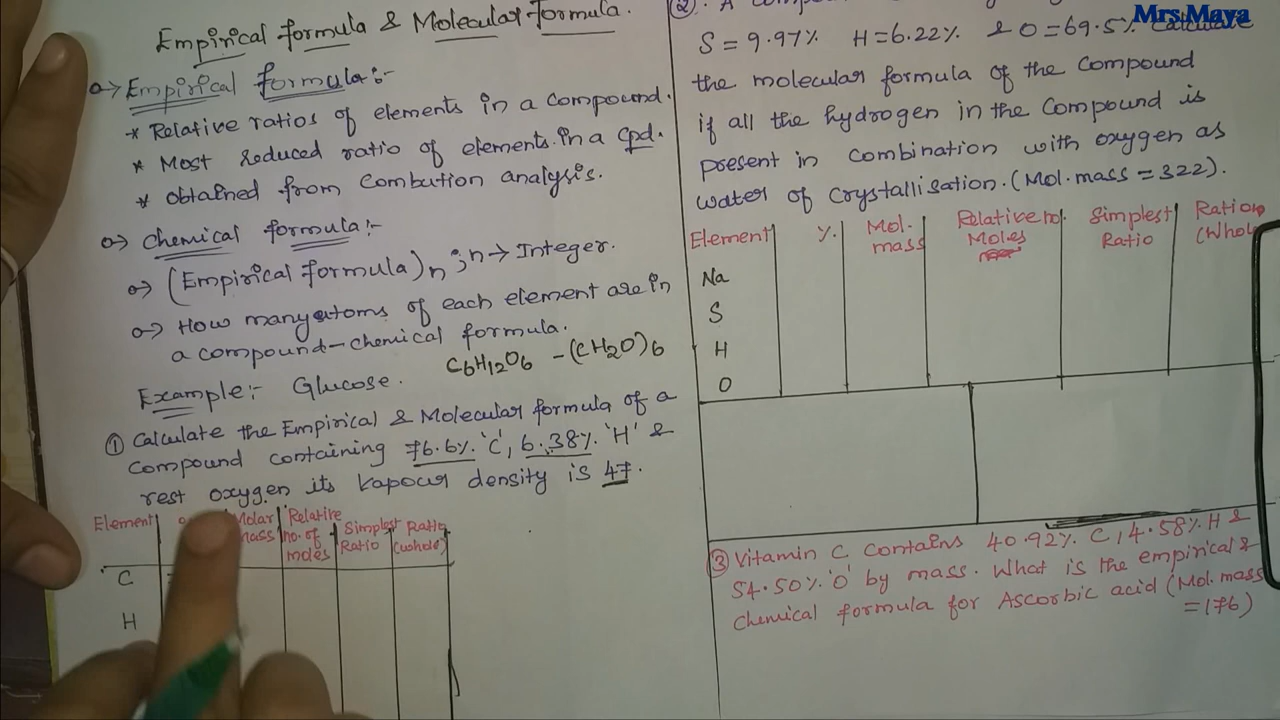 Empirical formula & Molecular formula.
→ Empirical formula:-
* Relative ratios of elements in a compound.
* Most reduced ratio of elements in a cpd.
* Obtained from Combution analysis.
→ Chemical formula:-
→ (Empirical formula)n ; n → Integer.
→ How many atoms of each element are in
a compound - chemical formula.
Example:- Glucose. C6H12O6 - (CH2O)6
① Calculate the Empirical & Molecular formula of a
Compound containing 76.6% 'C', 6.38% 'H' &
rest oxygen its Vapour density is 47.
Element Molar mass Relative no. of moles Simplest Ratio Ratio (whole)
C
H
Mrs.Maya
② A
S = 9.97% H = 6.22% & O = 69.5% Calculate
the molecular formula of the Compound
if all the hydrogen in the Compound is
present in combination with oxygen as
water of Crystallisation. (Mol. mass = 322).
Element % Mol. mass Relative no. Moles Simplest Ratio Ratio (Whole
Na
S
H
O
③ Vitamin C Contains 40.92% C, 4.58% H &
54.50% 'O' by mass. What is the empirical &
chemical formula for Ascorbic acid (Mol. mass
= 176)